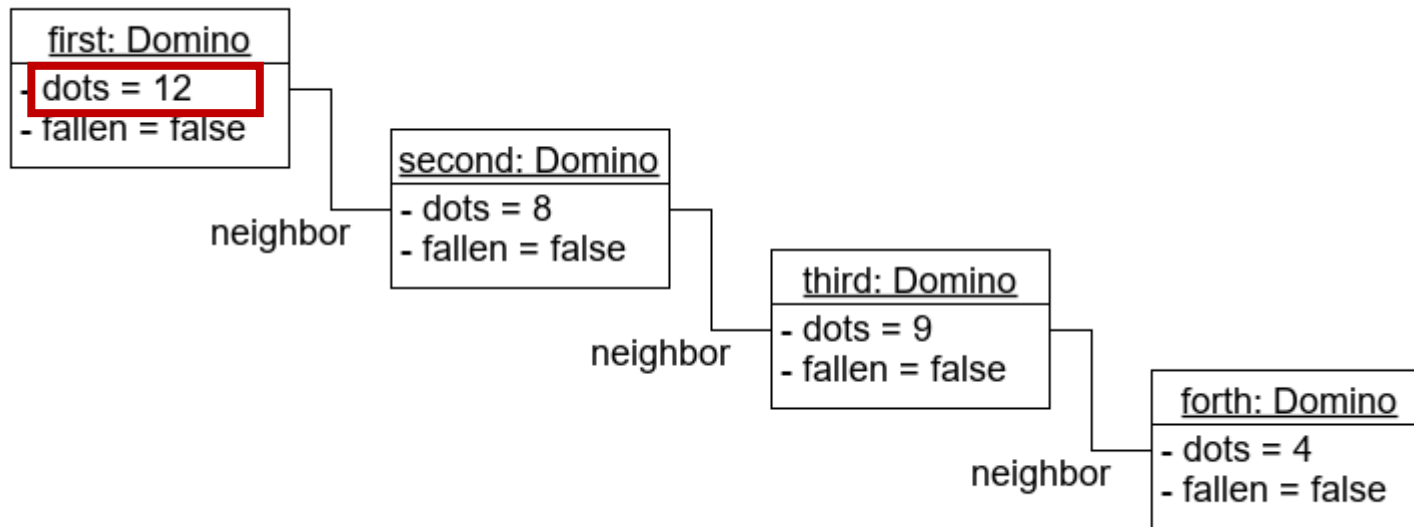 first: Domino
- dots = 12
- fallen = false
neighbor
second: Domino
- dots = 8
- fallen = false
neighbor
third: Domino
- dots = 9
- fallen = false
neighbor
forth: Domino
- dots = 4
- fallen = false